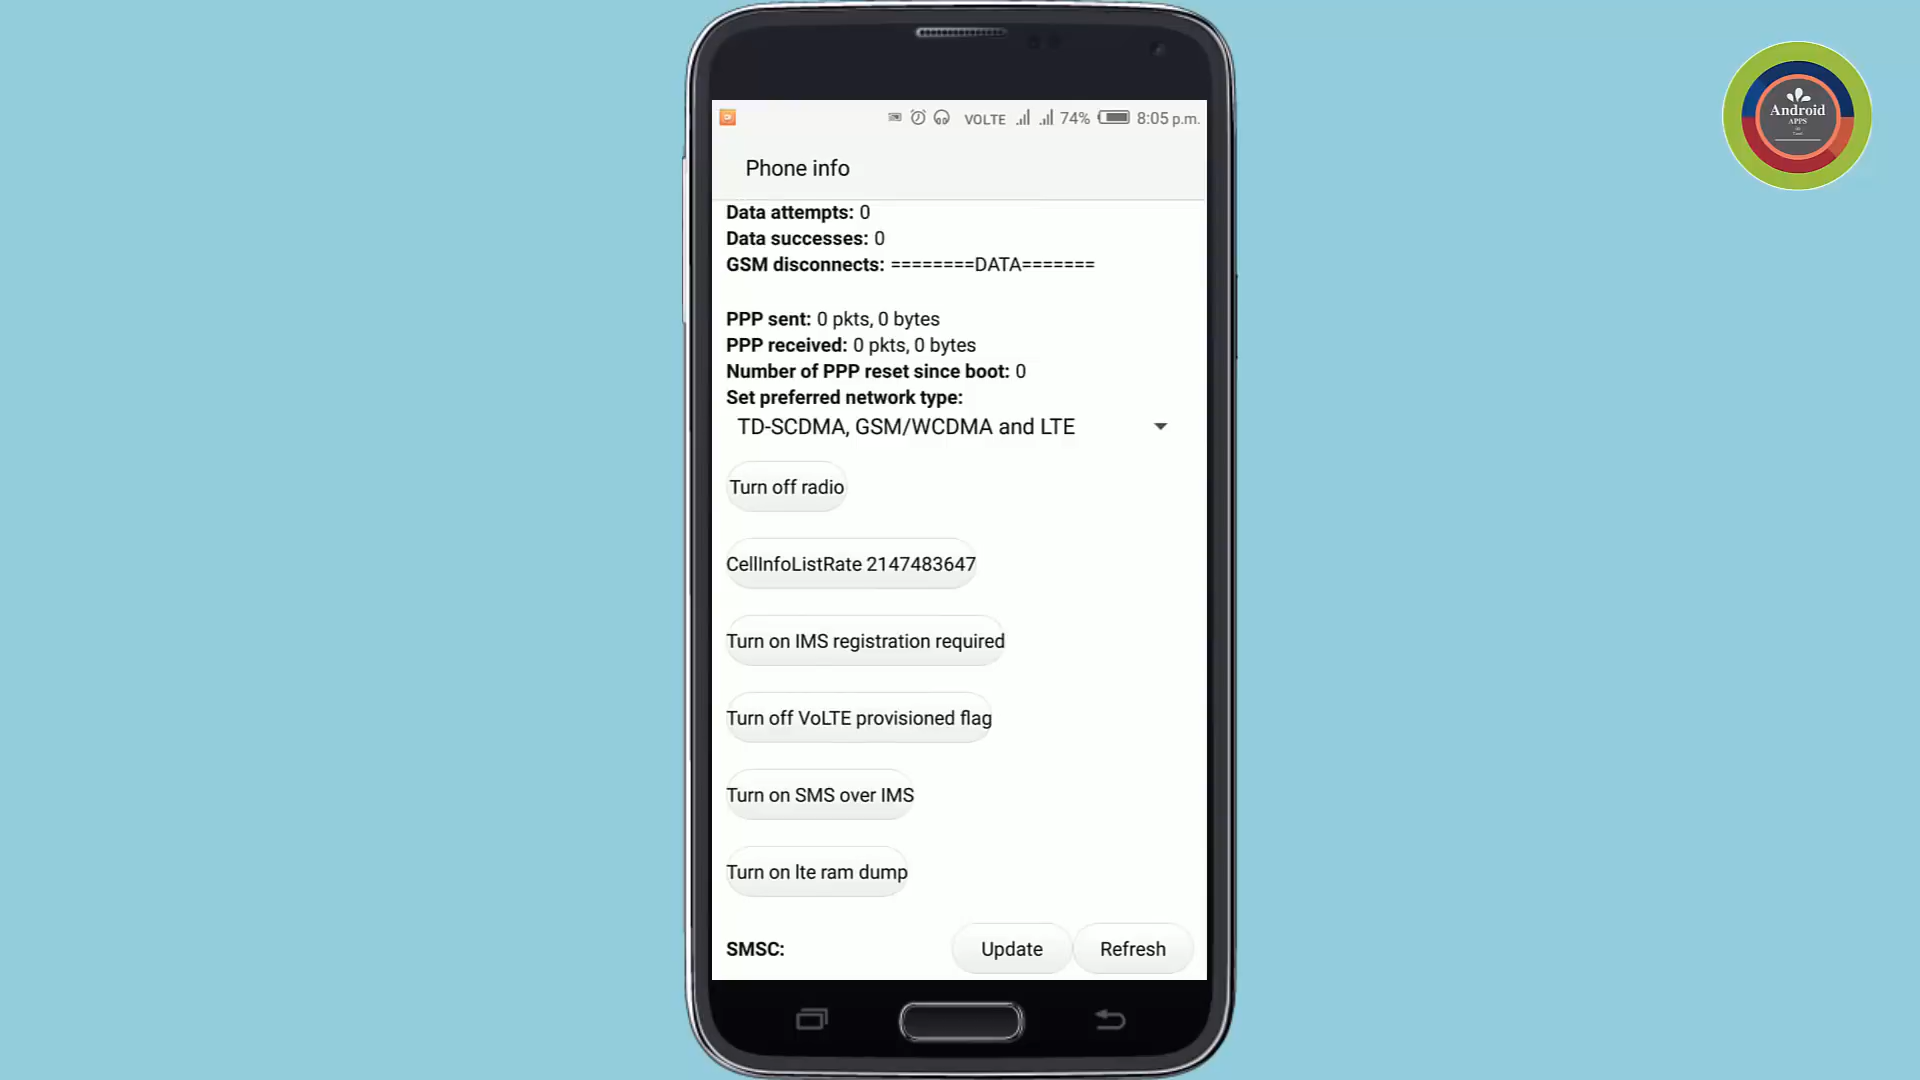 VOLTE 74% 8:05 p.m.
Phone info
Data attempts: 0
Data successes: 0
GSM disconnects: ========DATA=======
PPP sent: 0 pkts, 0 bytes
PPP received: 0 pkts, 0 bytes
Number of PPP reset since boot: 0
Set preferred network type:
TD-SCDMA, GSM/WCDMA and LTE
Turn off radio
CellInfoListRate 2147483647
Turn on IMS registration required
Turn off VoLTE provisioned flag
Turn on SMS over IMS
Turn on lte ram dump
SMSC: Update Refresh
Android
APPS